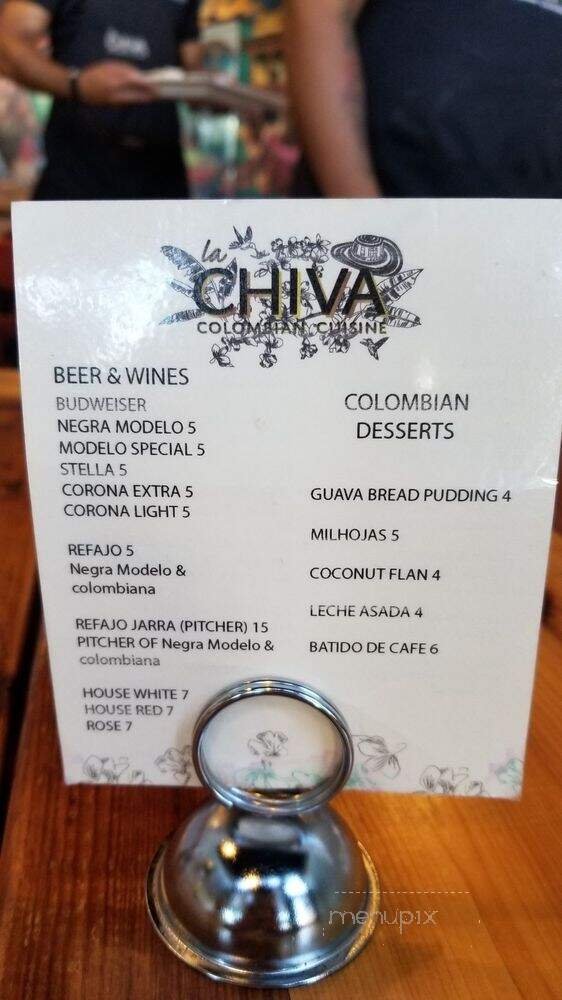 la
CHIVA
COLOMBIAN CUISINE
BEER & WINES
BUDWEISER
NEGRA MODELO 5
MODELO SPECIAL 5
STELLA 5
CORONA EXTRA 5
CORONA LIGHT 5
REFAJO 5
Negra Modelo &
colombiana
REFAJO JARRA (PITCHER) 15
PITCHER OF Negra Modelo &
colombiana
HOUSE WHITE 7
HOUSE RED 7
ROSE 7
COLOMBIAN
DESSERTS
GUAVA BREAD PUDDING 4
MILHOJAS 5
COCONUT FLAN 4
LECHE ASADA 4
BATIDO DE CAFE 6
menupix